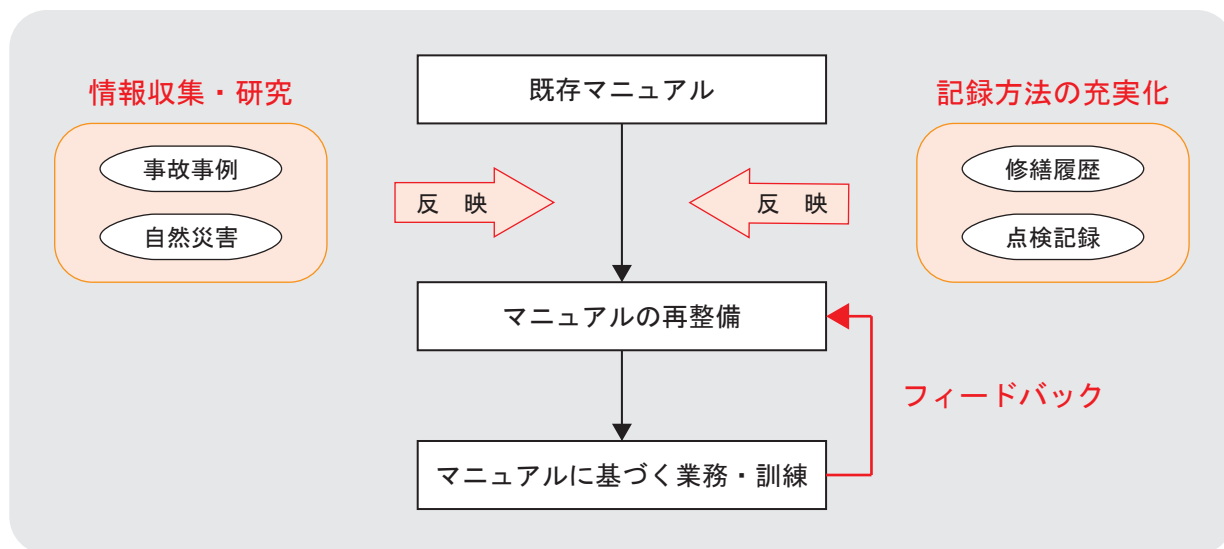 既存マニュアル
情報収集・研究
事故事例
自然災害
反　映
反　映
記録方法の充実化
修繕履歴
点検記録
マニュアルの再整備
フィードバック
マニュアルに基づく業務・訓練